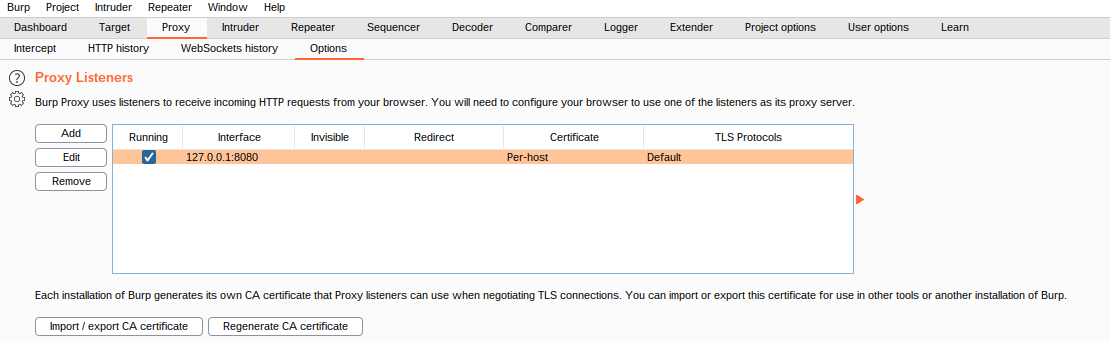 Burp Project Intruder Repeater Window Help
Dashboard Target Proxy Intruder Repeater Sequencer Decoder Comparer Logger Extender Project options User options Learn
Intercept HTTP history WebSockets history Options
? Proxy Listeners
Burp Proxy uses listeners to receive incoming HTTP requests from your browser. You will need to configure your browser to use one of the listeners as its proxy server.
Add Running Interface Invisible Redirect Certificate TLS Protocols
Edit 127.0.0.1:8080 Per-host Default
Remove
Each installation of Burp generates its own CA certificate that Proxy listeners can use when negotiating TLS connections. You can import or export this certificate for use in other tools or another installation of Burp.
Import / export CA certificate Regenerate CA certificate